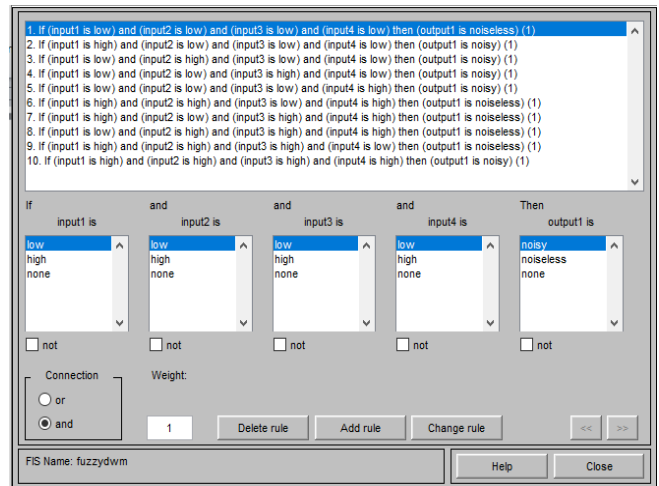 1. If (input1 is low) and (input2 is low) and (input3 is low) and (input4 is low) then (output1 is noiseless) (1)
2. If (input1 is high) and (input2 is low) and (input3 is low) and (input4 is low) then (output1 is noisy) (1)
3. If (input1 is low) and (input2 is high) and (input3 is low) and (input4 is low) then (output1 is noisy) (1)
4. If (input1 is low) and (input2 is low) and (input3 is high) and (input4 is low) then (output1 is noisy) (1)
5. If (input1 is low) and (input2 is low) and (input3 is low) and (input4 is high) then (output1 is noisy) (1)
6. If (input1 is high) and (input2 is high) and (input3 is low) and (input4 is high) then (output1 is noiseless) (1)
7. If (input1 is high) and (input2 is low) and (input3 is high) and (input4 is high) then (output1 is noiseless) (1)
8. If (input1 is low) and (input2 is high) and (input3 is high) and (input4 is high) then (output1 is noiseless) (1)
9. If (input1 is high) and (input2 is high) and (input3 is high) and (input4 is low) then (output1 is noiseless) (1)
10. If (input1 is high) and (input2 is high) and (input3 is high) and (input4 is high) then (output1 is noisy) (1)
If and and and Then
input1 is input2 is input3 is input4 is output1 is
low low low low noisy
high high high high noiseless
none none none none none
not not not not not
Connection Weight:
or
and 1 Delete rule Add rule Change rule << >>
FIS Name: fuzzydwm Help Close